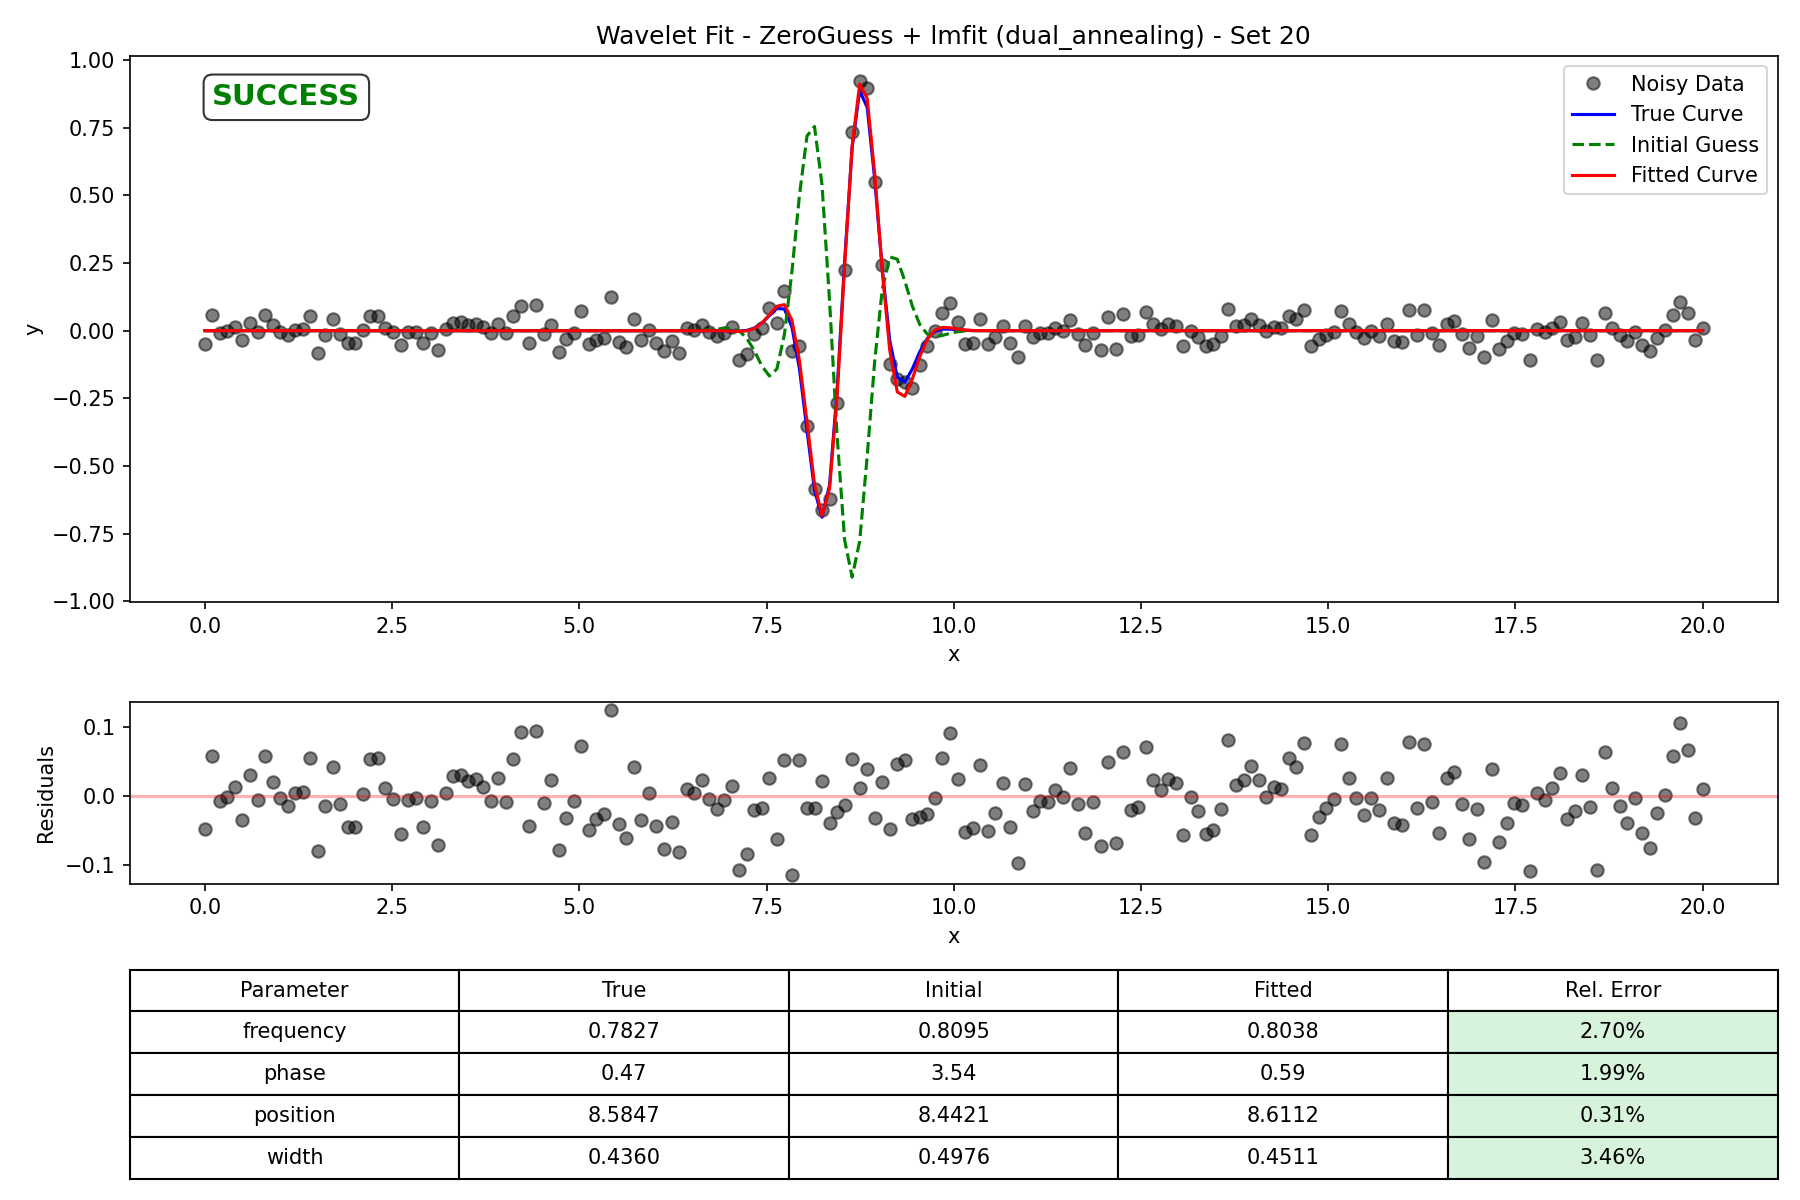 Wavelet Fit - ZeroGuess + lmfit (dual_annealing) - Set 20
SUCCESS
Noisy Data
True Curve
Initial Guess
Fitted Curve
1.00
0.75
0.50
0.25
0.00
−0.25
−0.50
−0.75
−1.00
y
0.0 2.5 5.0 7.5 10.0 12.5 15.0 17.5 20.0
x
0.1
0.0
−0.1
Residuals
0.0 2.5 5.0 7.5 10.0 12.5 15.0 17.5 20.0
x
Parameter True Initial Fitted Rel. Error
frequency 0.7827 0.8095 0.8038 2.70%
phase 0.47 3.54 0.59 1.99%
position 8.5847 8.4421 8.6112 0.31%
width 0.4360 0.4976 0.4511 3.46%